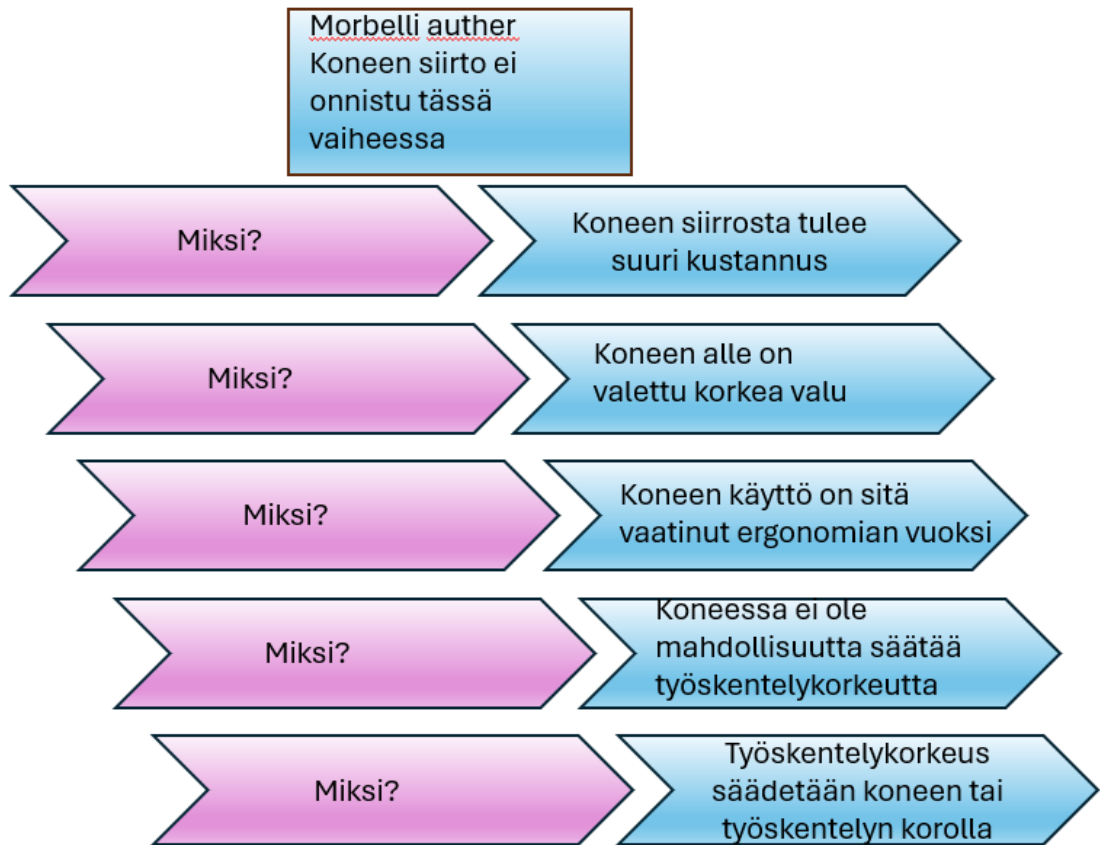 Morbelli auther
Koneen siirto ei
onnistu tässä
vaiheessa
Miksi?
Koneen siirrosta tulee
suuri kustannus
Miksi?
Koneen alle on
valettu korkea valu
Miksi?
Koneen käyttö on sitä
vaatinut ergonomian vuoksi
Miksi?
Koneessa ei ole
mahdollisuutta säätää
työskentelykorkeutta
Miksi?
Työskentelykorkeus
säädetään koneen tai
työskentelyn korolla